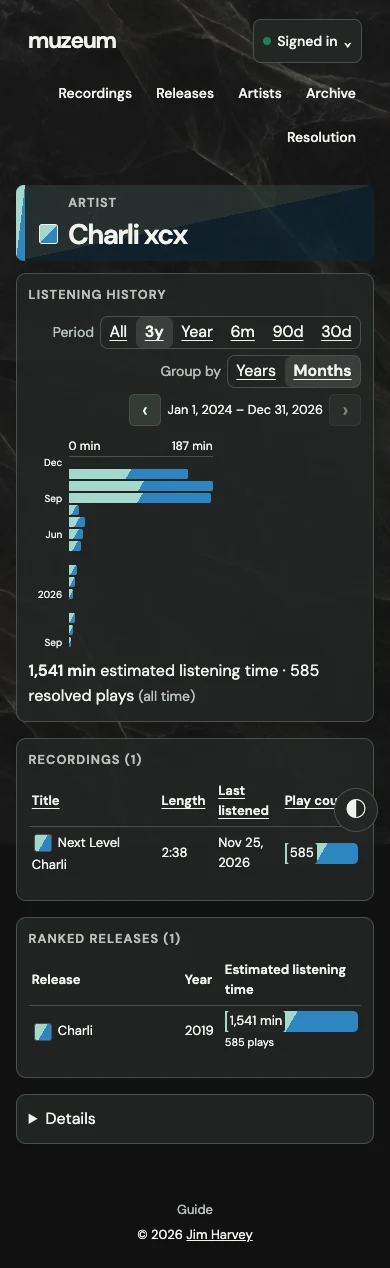 muzeum
Signed in
Recordings Releases Artists Archive
Resolution
ARTIST
Charli xcx
LISTENING HISTORY
Period All 3y Year 6m 90d 30d
Group by Years Months
‹ Jan 1, 2024 – Dec 31, 2026 ›
0 min 187 min
Dec
Sep
Jun
2026
Sep
1,541 min estimated listening time · 585
resolved plays (all time)
RECORDINGS (1)
Title Length Last listened Play cou
Next Level Charli 2:38 Nov 25, 2026 585
RANKED RELEASES (1)
Release Year Estimated listening time
Charli 2019 1,541 min
585 plays
Details
Guide
© 2026 Jim Harvey